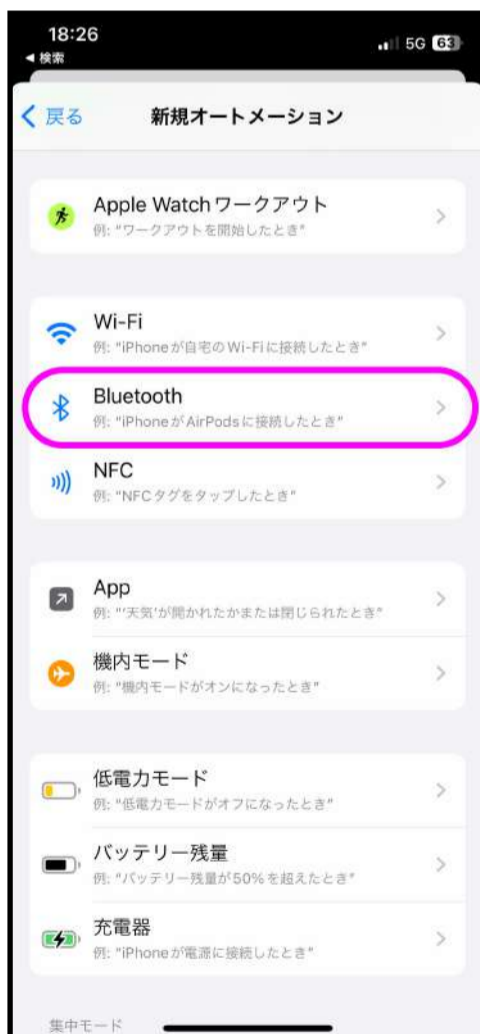 18:26
5G 63
◀ 検索
戻る
新規オートメーション
Apple Watchワークアウト
例: "ワークアウトを開始したとき"
Wi-Fi
例: "iPhoneが自宅のWi-Fiに接続したとき"
Bluetooth
例: "iPhoneがAirPodsに接続したとき"
NFC
例: "NFCタグをタップしたとき"
App
例: "'天気'が開かれたかまたは閉じられたとき"
機内モード
例: "機内モードがオンになったとき"
低電力モード
例: "低電力モードがオフになったとき"
バッテリー残量
例: "バッテリー残量が50%を超えたとき"
充電器
例: "iPhoneが電源に接続したとき"
集中モード